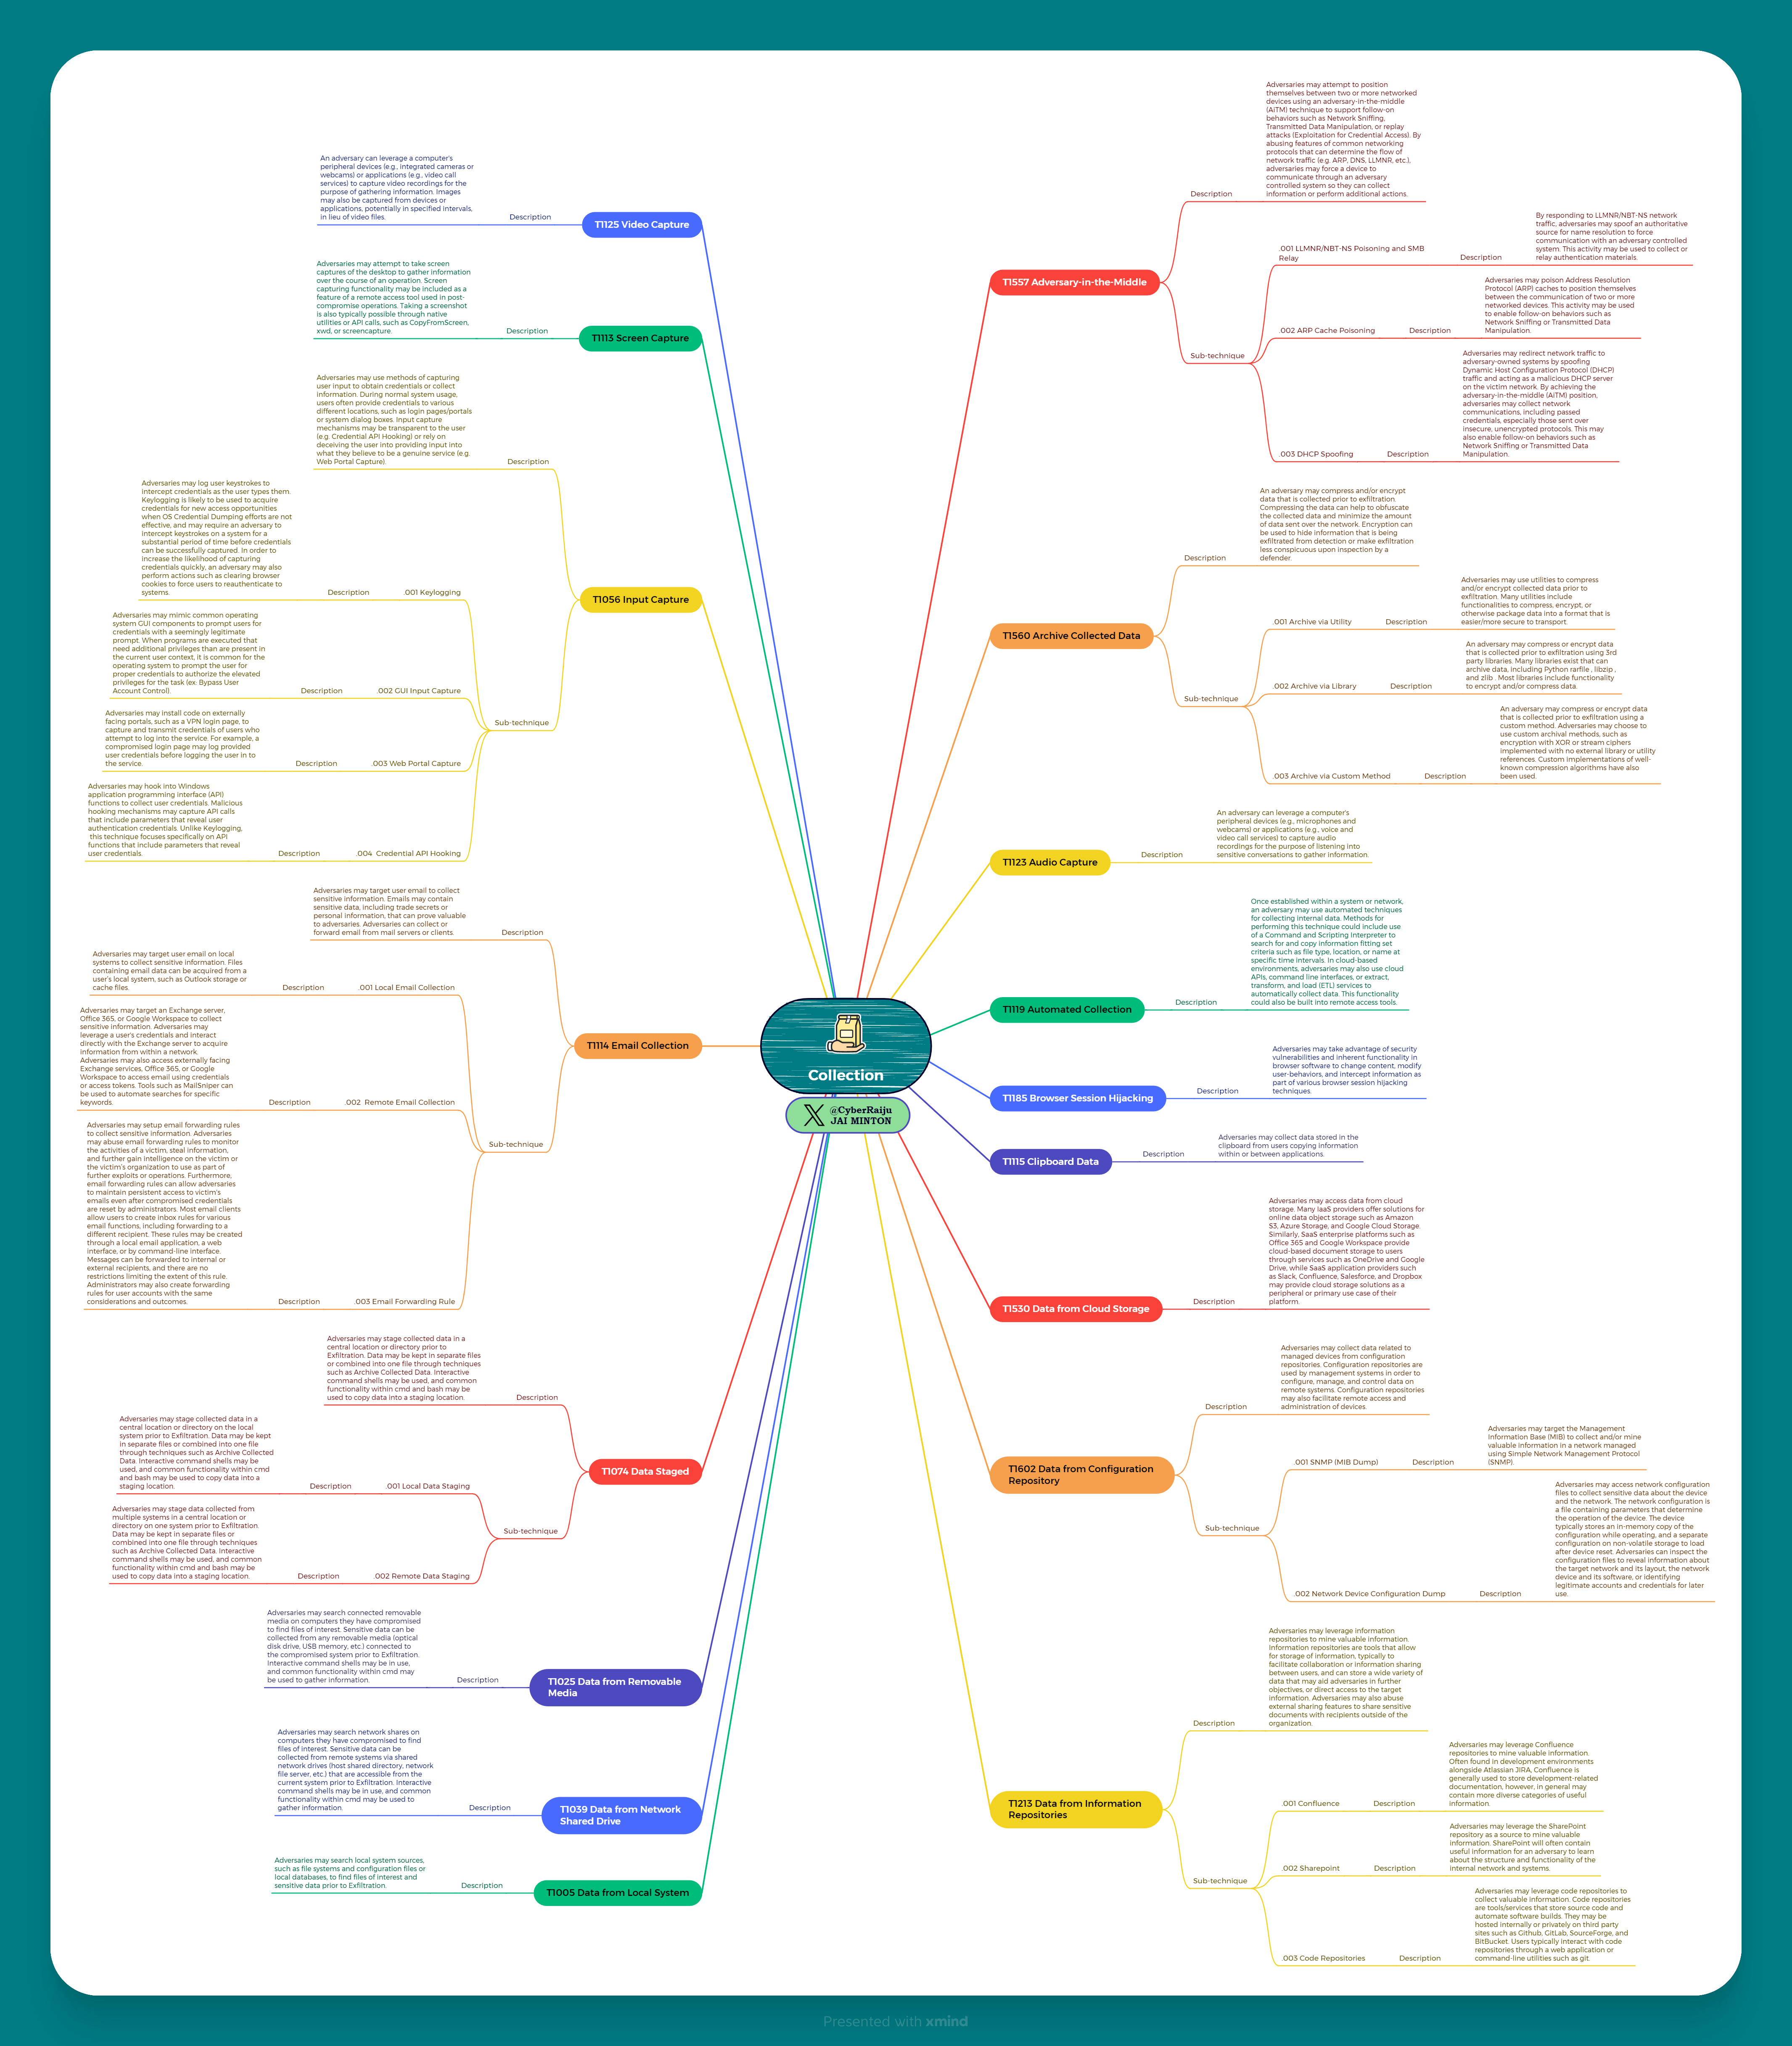 Collection
@CyberRaiju
JAI MINTON
T1557 Adversary-in-the-Middle
Description
Adversaries may attempt to position
themselves between two or more networked
devices using an adversary-in-the-middle
(AiTM) technique to support follow-on
behaviors such as Network Sniffing,
Transmitted Data Manipulation, or replay
attacks (Exploitation for Credential Access). By
abusing features of common networking
protocols that can determine the flow of
network traffic (e.g. ARP, DNS, LLMNR, etc.),
adversaries may force a device to
communicate through an adversary
controlled system so they can collect
information or perform additional actions.
Sub-technique
.001 LLMNR/NBT-NS Poisoning and SMB
Relay
Description
By responding to LLMNR/NBT-NS network
traffic, adversaries may spoof an authoritative
source for name resolution to force
communication with an adversary controlled
system. This activity may be used to collect or
relay authentication materials.
.002 ARP Cache Poisoning
Description
Adversaries may poison Address Resolution
Protocol (ARP) caches to position themselves
between the communication of two or more
networked devices. This activity may be used
to enable follow-on behaviors such as
Network Sniffing or Transmitted Data
Manipulation.
.003 DHCP Spoofing
Description
Adversaries may redirect network traffic to
adversary-owned systems by spoofing
Dynamic Host Configuration Protocol (DHCP)
traffic and acting as a malicious DHCP server
on the victim network. By achieving the
adversary-in-the-middle (AiTM) position,
adversaries may collect network
communications, including passed
credentials, especially those sent over
insecure, unencrypted protocols. This may
also enable follow-on behaviors such as
Network Sniffing or Transmitted Data
Manipulation.
T1560 Archive Collected Data
Description
An adversary may compress and/or encrypt
data that is collected prior to exfiltration.
Compressing the data can help to obfuscate
the collected data and minimize the amount
of data sent over the network. Encryption can
be used to hide information that is being
exfiltrated from detection or make exfiltration
less conspicuous upon inspection by a
defender.
Sub-technique
.001 Archive via Utility
Description
Adversaries may use utilities to compress
and/or encrypt collected data prior to
exfiltration. Many utilities include
functionalities to compress, encrypt, or
otherwise package data into a format that is
easier/more secure to transport.
.002 Archive via Library
Description
An adversary may compress or encrypt data
that is collected prior to exfiltration using 3rd
party libraries. Many libraries exist that can
archive data, including Python rarfile , libzip ,
and zlib . Most libraries include functionality
to encrypt and/or compress data.
.003 Archive via Custom Method
Description
An adversary may compress or encrypt data
that is collected prior to exfiltration using a
custom method. Adversaries may choose to
use custom archival methods, such as
encryption with XOR or stream ciphers
implemented with no external library or utility
references. Custom implementations of well-
known compression algorithms have also
been used.
T1123 Audio Capture
Description
An adversary can leverage a computer's
peripheral devices (e.g., microphones and
webcams) or applications (e.g., voice and
video call services) to capture audio
recordings for the purpose of listening into
sensitive conversations to gather information.
T1119 Automated Collection
Description
Once established within a system or network,
an adversary may use automated techniques
for collecting internal data. Methods for
performing this technique could include use
of a Command and Scripting Interpreter to
search for and copy information fitting set
criteria such as file type, location, or name at
specific time intervals. In cloud-based
environments, adversaries may also use cloud
APIs, command line interfaces, or extract,
transform, and load (ETL) services to
automatically collect data. This functionality
could also be built into remote access tools.
T1185 Browser Session Hijacking
Description
Adversaries may take advantage of security
vulnerabilities and inherent functionality in
browser software to change content, modify
user-behaviors, and intercept information as
part of various browser session hijacking
techniques.
T1115 Clipboard Data
Description
Adversaries may collect data stored in the
clipboard from users copying information
within or between applications.
T1530 Data from Cloud Storage
Description
Adversaries may access data from cloud
storage. Many IaaS providers offer solutions for
online data object storage such as Amazon
S3, Azure Storage, and Google Cloud Storage.
Similarly, SaaS enterprise platforms such as
Office 365 and Google Workspace provide
cloud-based document storage to users
through services such as OneDrive and Google
Drive, while SaaS application providers such
as Slack, Confluence, Salesforce, and Dropbox
may provide cloud storage solutions as a
peripheral or primary use case of their
platform.
T1602 Data from Configuration
Repository
Description
Adversaries may collect data related to
managed devices from configuration
repositories. Configuration repositories are
used by management systems in order to
configure, manage, and control data on
remote systems. Configuration repositories
may also facilitate remote access and
administration of devices.
Sub-technique
.001 SNMP (MIB Dump)
Description
Adversaries may target the Management
Information Base (MIB) to collect and/or mine
valuable information in a network managed
using Simple Network Management Protocol
(SNMP).
.002 Network Device Configuration Dump
Description
Adversaries may access network configuration
files to collect sensitive data about the device
and the network. The network configuration is
a file containing parameters that determine
the operation of the device. The device
typically stores an in-memory copy of the
configuration while operating, and a separate
configuration on non-volatile storage to load
after device reset. Adversaries can inspect the
configuration files to reveal information about
the target network and its layout, the network
device and its software, or identifying
legitimate accounts and credentials for later
use.
T1213 Data from Information
Repositories
Description
Adversaries may leverage information
repositories to mine valuable information.
Information repositories are tools that allow
for storage of information, typically to
facilitate collaboration or information sharing
between users, and can store a wide variety of
data that may aid adversaries in further
objectives, or direct access to the target
information. Adversaries may also abuse
external sharing features to share sensitive
documents with recipients outside of the
organization.
Sub-technique
.001 Confluence
Description
Adversaries may leverage Confluence
repositories to mine valuable information.
Often found in development environments
alongside Atlassian JIRA, Confluence is
generally used to store development-related
documentation, however, in general may
contain more diverse categories of useful
information.
.002 Sharepoint
Description
Adversaries may leverage the SharePoint
repository as a source to mine valuable
information. SharePoint will often contain
useful information for an adversary to learn
about the structure and functionality of the
internal network and systems.
.003 Code Repositories
Description
Adversaries may leverage code repositories to
collect valuable information. Code repositories
are tools/services that store source code and
automate software builds. They may be
hosted internally or privately on third party
sites such as Github, GitLab, SourceForge, and
BitBucket. Users typically interact with code
repositories through a web application or
command-line utilities such as git.
T1125 Video Capture
Description
An adversary can leverage a computer's
peripheral devices (e.g., integrated cameras or
webcams) or applications (e.g., video call
services) to capture video recordings for the
purpose of gathering information. Images
may also be captured from devices or
applications, potentially in specified intervals,
in lieu of video files.
T1113 Screen Capture
Description
Adversaries may attempt to take screen
captures of the desktop to gather information
over the course of an operation. Screen
capturing functionality may be included as a
feature of a remote access tool used in post-
compromise operations. Taking a screenshot
is also typically possible through native
utilities or API calls, such as CopyFromScreen,
xwd, or screencapture.
T1056 Input Capture
Description
Adversaries may use methods of capturing
user input to obtain credentials or collect
information. During normal system usage,
users often provide credentials to various
different locations, such as login pages/portals
or system dialog boxes. Input capture
mechanisms may be transparent to the user
(e.g. Credential API Hooking) or rely on
deceiving the user into providing input into
what they believe to be a genuine service (e.g.
Web Portal Capture).
Sub-technique
.001 Keylogging
Description
Adversaries may log user keystrokes to
intercept credentials as the user types them.
Keylogging is likely to be used to acquire
credentials for new access opportunities
when OS Credential Dumping efforts are not
effective, and may require an adversary to
intercept keystrokes on a system for a
substantial period of time before credentials
can be successfully captured. In order to
increase the likelihood of capturing
credentials quickly, an adversary may also
perform actions such as clearing browser
cookies to force users to reauthenticate to
systems.
.002 GUI Input Capture
Description
Adversaries may mimic common operating
system GUI components to prompt users for
credentials with a seemingly legitimate
prompt. When programs are executed that
need additional privileges than are present in
the current user context, it is common for the
operating system to prompt the user for
proper credentials to authorize the elevated
privileges for the task (ex: Bypass User
Account Control).
.003 Web Portal Capture
Description
Adversaries may install code on externally
facing portals, such as a VPN login page, to
capture and transmit credentials of users who
attempt to log into the service. For example, a
compromised login page may log provided
user credentials before logging the user in to
the service.
.004 Credential API Hooking
Description
Adversaries may hook into Windows
application programming interface (API)
functions to collect user credentials. Malicious
hooking mechanisms may capture API calls
that include parameters that reveal user
authentication credentials. Unlike Keylogging,
this technique focuses specifically on API
functions that include parameters that reveal
user credentials.
T1114 Email Collection
Description
Adversaries may target user email to collect
sensitive information. Emails may contain
sensitive data, including trade secrets or
personal information, that can prove valuable
to adversaries. Adversaries can collect or
forward email from mail servers or clients.
Sub-technique
.001 Local Email Collection
Description
Adversaries may target user email on local
systems to collect sensitive information. Files
containing email data can be acquired from a
user's local system, such as Outlook storage or
cache files.
.002 Remote Email Collection
Description
Adversaries may target an Exchange server,
Office 365, or Google Workspace to collect
sensitive information. Adversaries may
leverage a user's credentials and interact
directly with the Exchange server to acquire
information from within a network.
Adversaries may also access externally facing
Exchange services, Office 365, or Google
Workspace to access email using credentials
or access tokens. Tools such as MailSniper can
be used to automate searches for specific
keywords.
.003 Email Forwarding Rule
Description
Adversaries may setup email forwarding rules
to collect sensitive information. Adversaries
may abuse email forwarding rules to monitor
the activities of a victim, steal information,
and further gain intelligence on the victim or
the victim's organization to use as part of
further exploits or operations. Furthermore,
email forwarding rules can allow adversaries
to maintain persistent access to victim's
emails even after compromised credentials
are reset by administrators. Most email clients
allow users to create inbox rules for various
email functions, including forwarding to a
different recipient. These rules may be created
through a local email application, a web
interface, or by command-line interface.
Messages can be forwarded to internal or
external recipients, and there are no
restrictions limiting the extent of this rule.
Administrators may also create forwarding
rules for user accounts with the same
considerations and outcomes.
T1074 Data Staged
Description
Adversaries may stage collected data in a
central location or directory prior to
Exfiltration. Data may be kept in separate files
or combined into one file through techniques
such as Archive Collected Data. Interactive
command shells may be used, and common
functionality within cmd and bash may be
used to copy data into a staging location.
Sub-technique
.001 Local Data Staging
Description
Adversaries may stage collected data in a
central location or directory on the local
system prior to Exfiltration. Data may be kept
in separate files or combined into one file
through techniques such as Archive Collected
Data. Interactive command shells may be
used, and common functionality within cmd
and bash may be used to copy data into a
staging location.
.002 Remote Data Staging
Description
Adversaries may stage data collected from
multiple systems in a central location or
directory on one system prior to Exfiltration.
Data may be kept in separate files or
combined into one file through techniques
such as Archive Collected Data. Interactive
command shells may be used, and common
functionality within cmd and bash may be
used to copy data into a staging location.
T1025 Data from Removable
Media
Description
Adversaries may search connected removable
media on computers they have compromised
to find files of interest. Sensitive data can be
collected from any removable media (optical
disk drive, USB memory, etc.) connected to
the compromised system prior to Exfiltration.
Interactive command shells may be in use,
and common functionality within cmd may
be used to gather information.
T1039 Data from Network
Shared Drive
Description
Adversaries may search network shares on
computers they have compromised to find
files of interest. Sensitive data can be
collected from remote systems via shared
network drives (host shared directory, network
file server, etc.) that are accessible from the
current system prior to Exfiltration. Interactive
command shells may be in use, and common
functionality within cmd may be used to
gather information.
T1005 Data from Local System
Description
Adversaries may search local system sources,
such as file systems and configuration files or
local databases, to find files of interest and
sensitive data prior to Exfiltration.
Presented with xmind